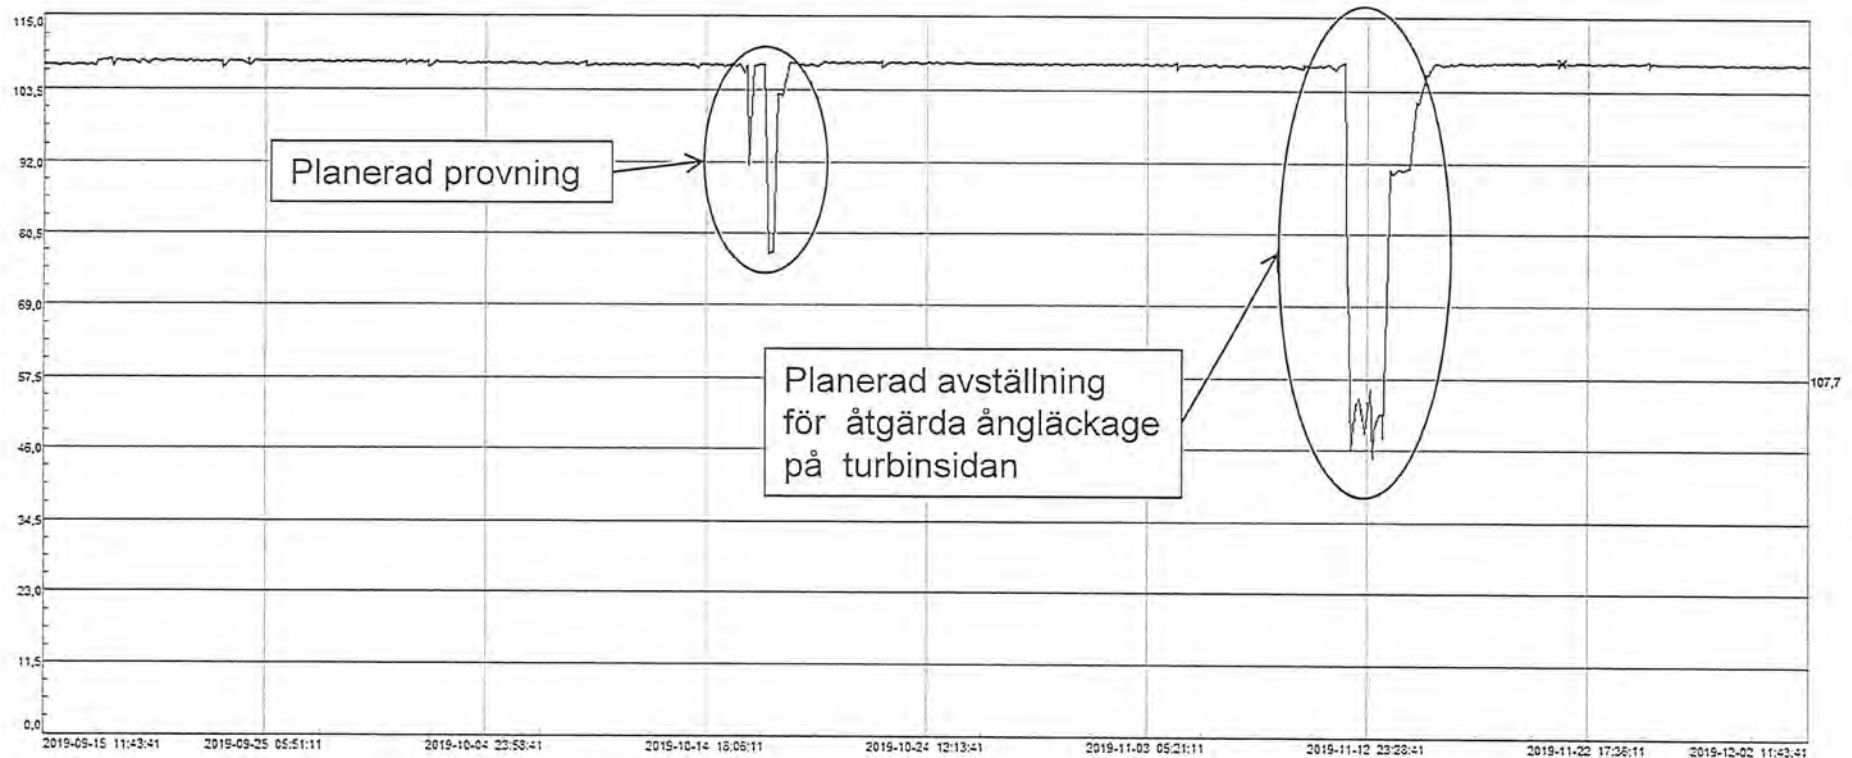 115,0
103,5
92,0
Planerad provning
80,5
69,0
57,5
Planerad avställning
för åtgärda ångläckage
på turbinsidan
107,7
46,0
34,5
23,0
11,5
0,0
2019-09-15 11:43:41 2019-09-25 05:51:11 2019-10-04 23:58:41 2019-10-14 18:06:11 2019-10-24 12:13:41 2019-11-03 05:21:11 2019-11-12 23:28:41 2019-11-22 17:36:11 2019-12-02 11:43:41